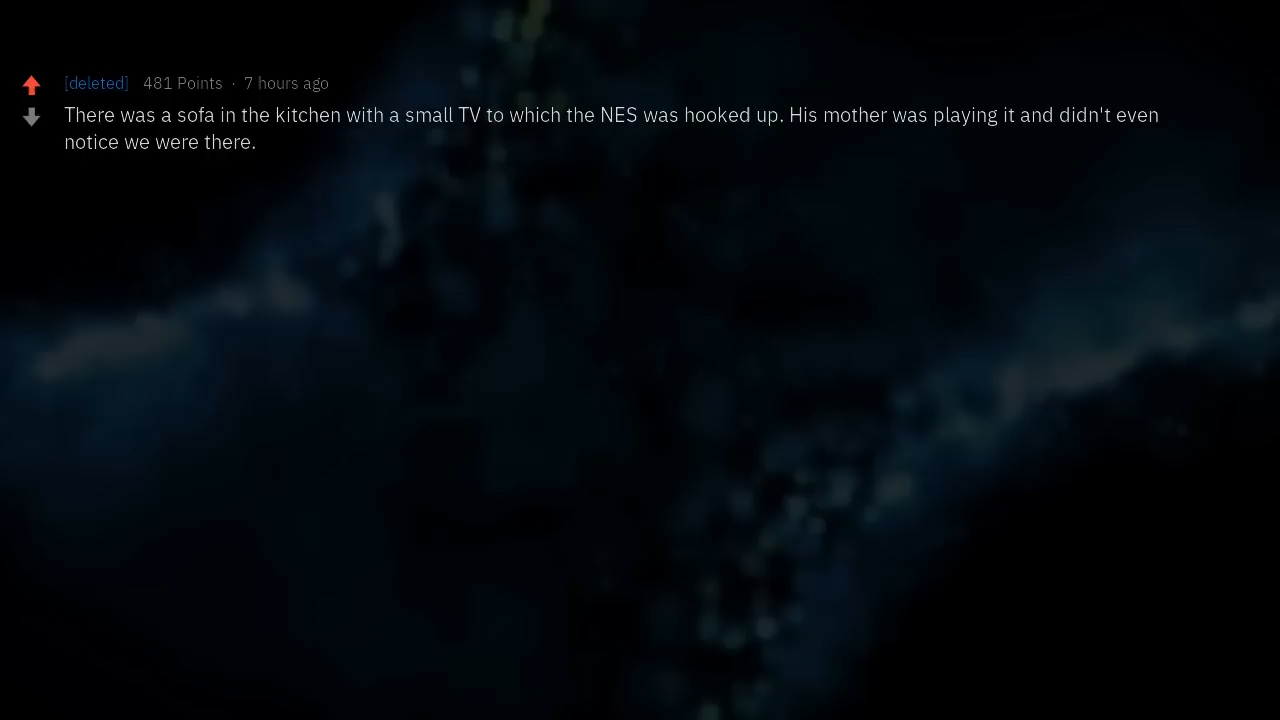 [deleted] 481 Points · 7 hours ago
There was a sofa in the kitchen with a small TV to which the NES was hooked up. His mother was playing it and didn't even
notice we were there.